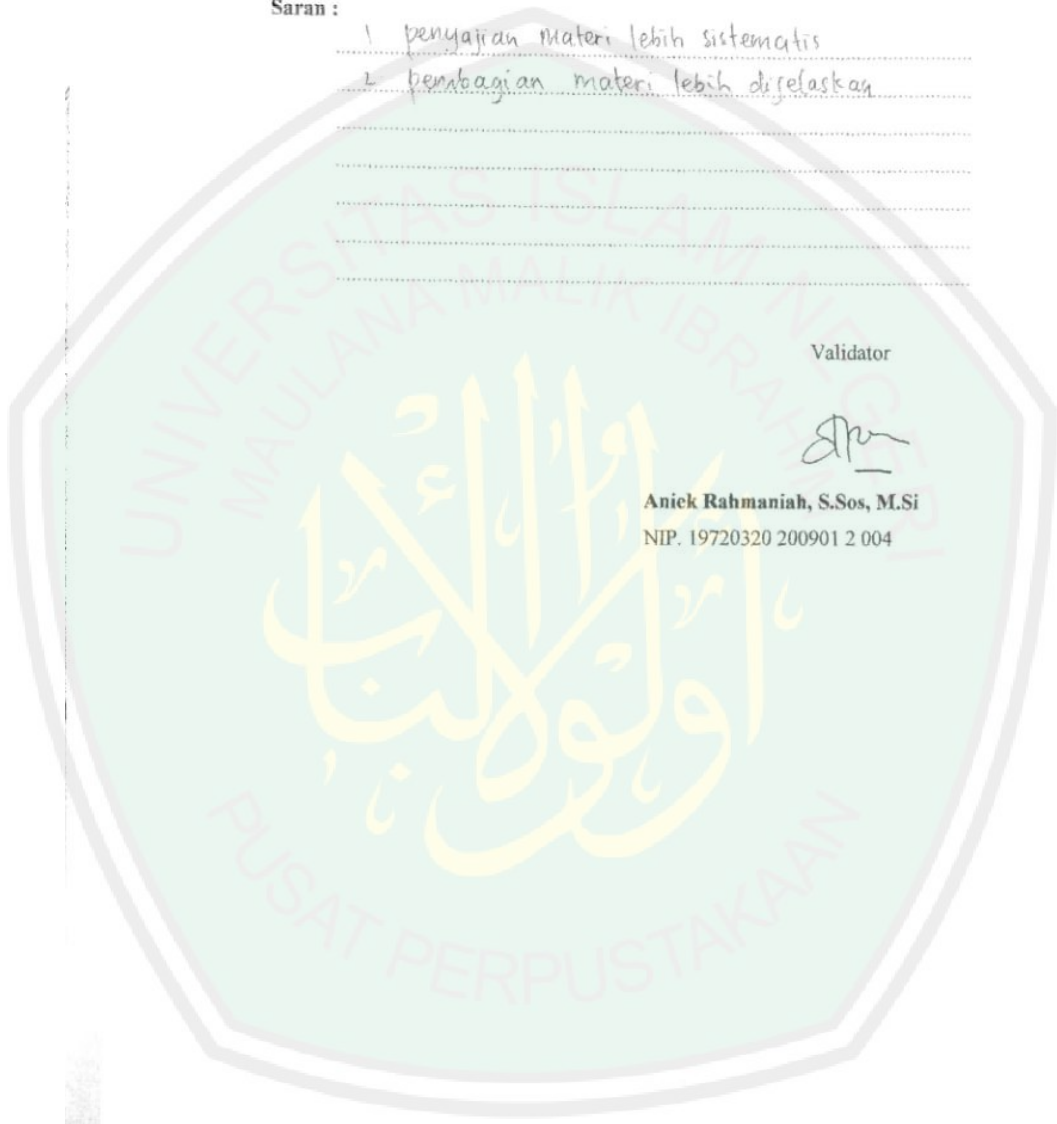 Saran :
1 penyajian materi lebih sistematis
2 pembagian materi lebih dijelaskan
Validator
Aniek Rahmaniah, S.Sos, M.Si
NIP. 19720320 200901 2 004
UNIVERSITAS ISLAM NEGERI
MAULANA MALIK IBRAHIM
PUSAT PERPUSTAKAAN